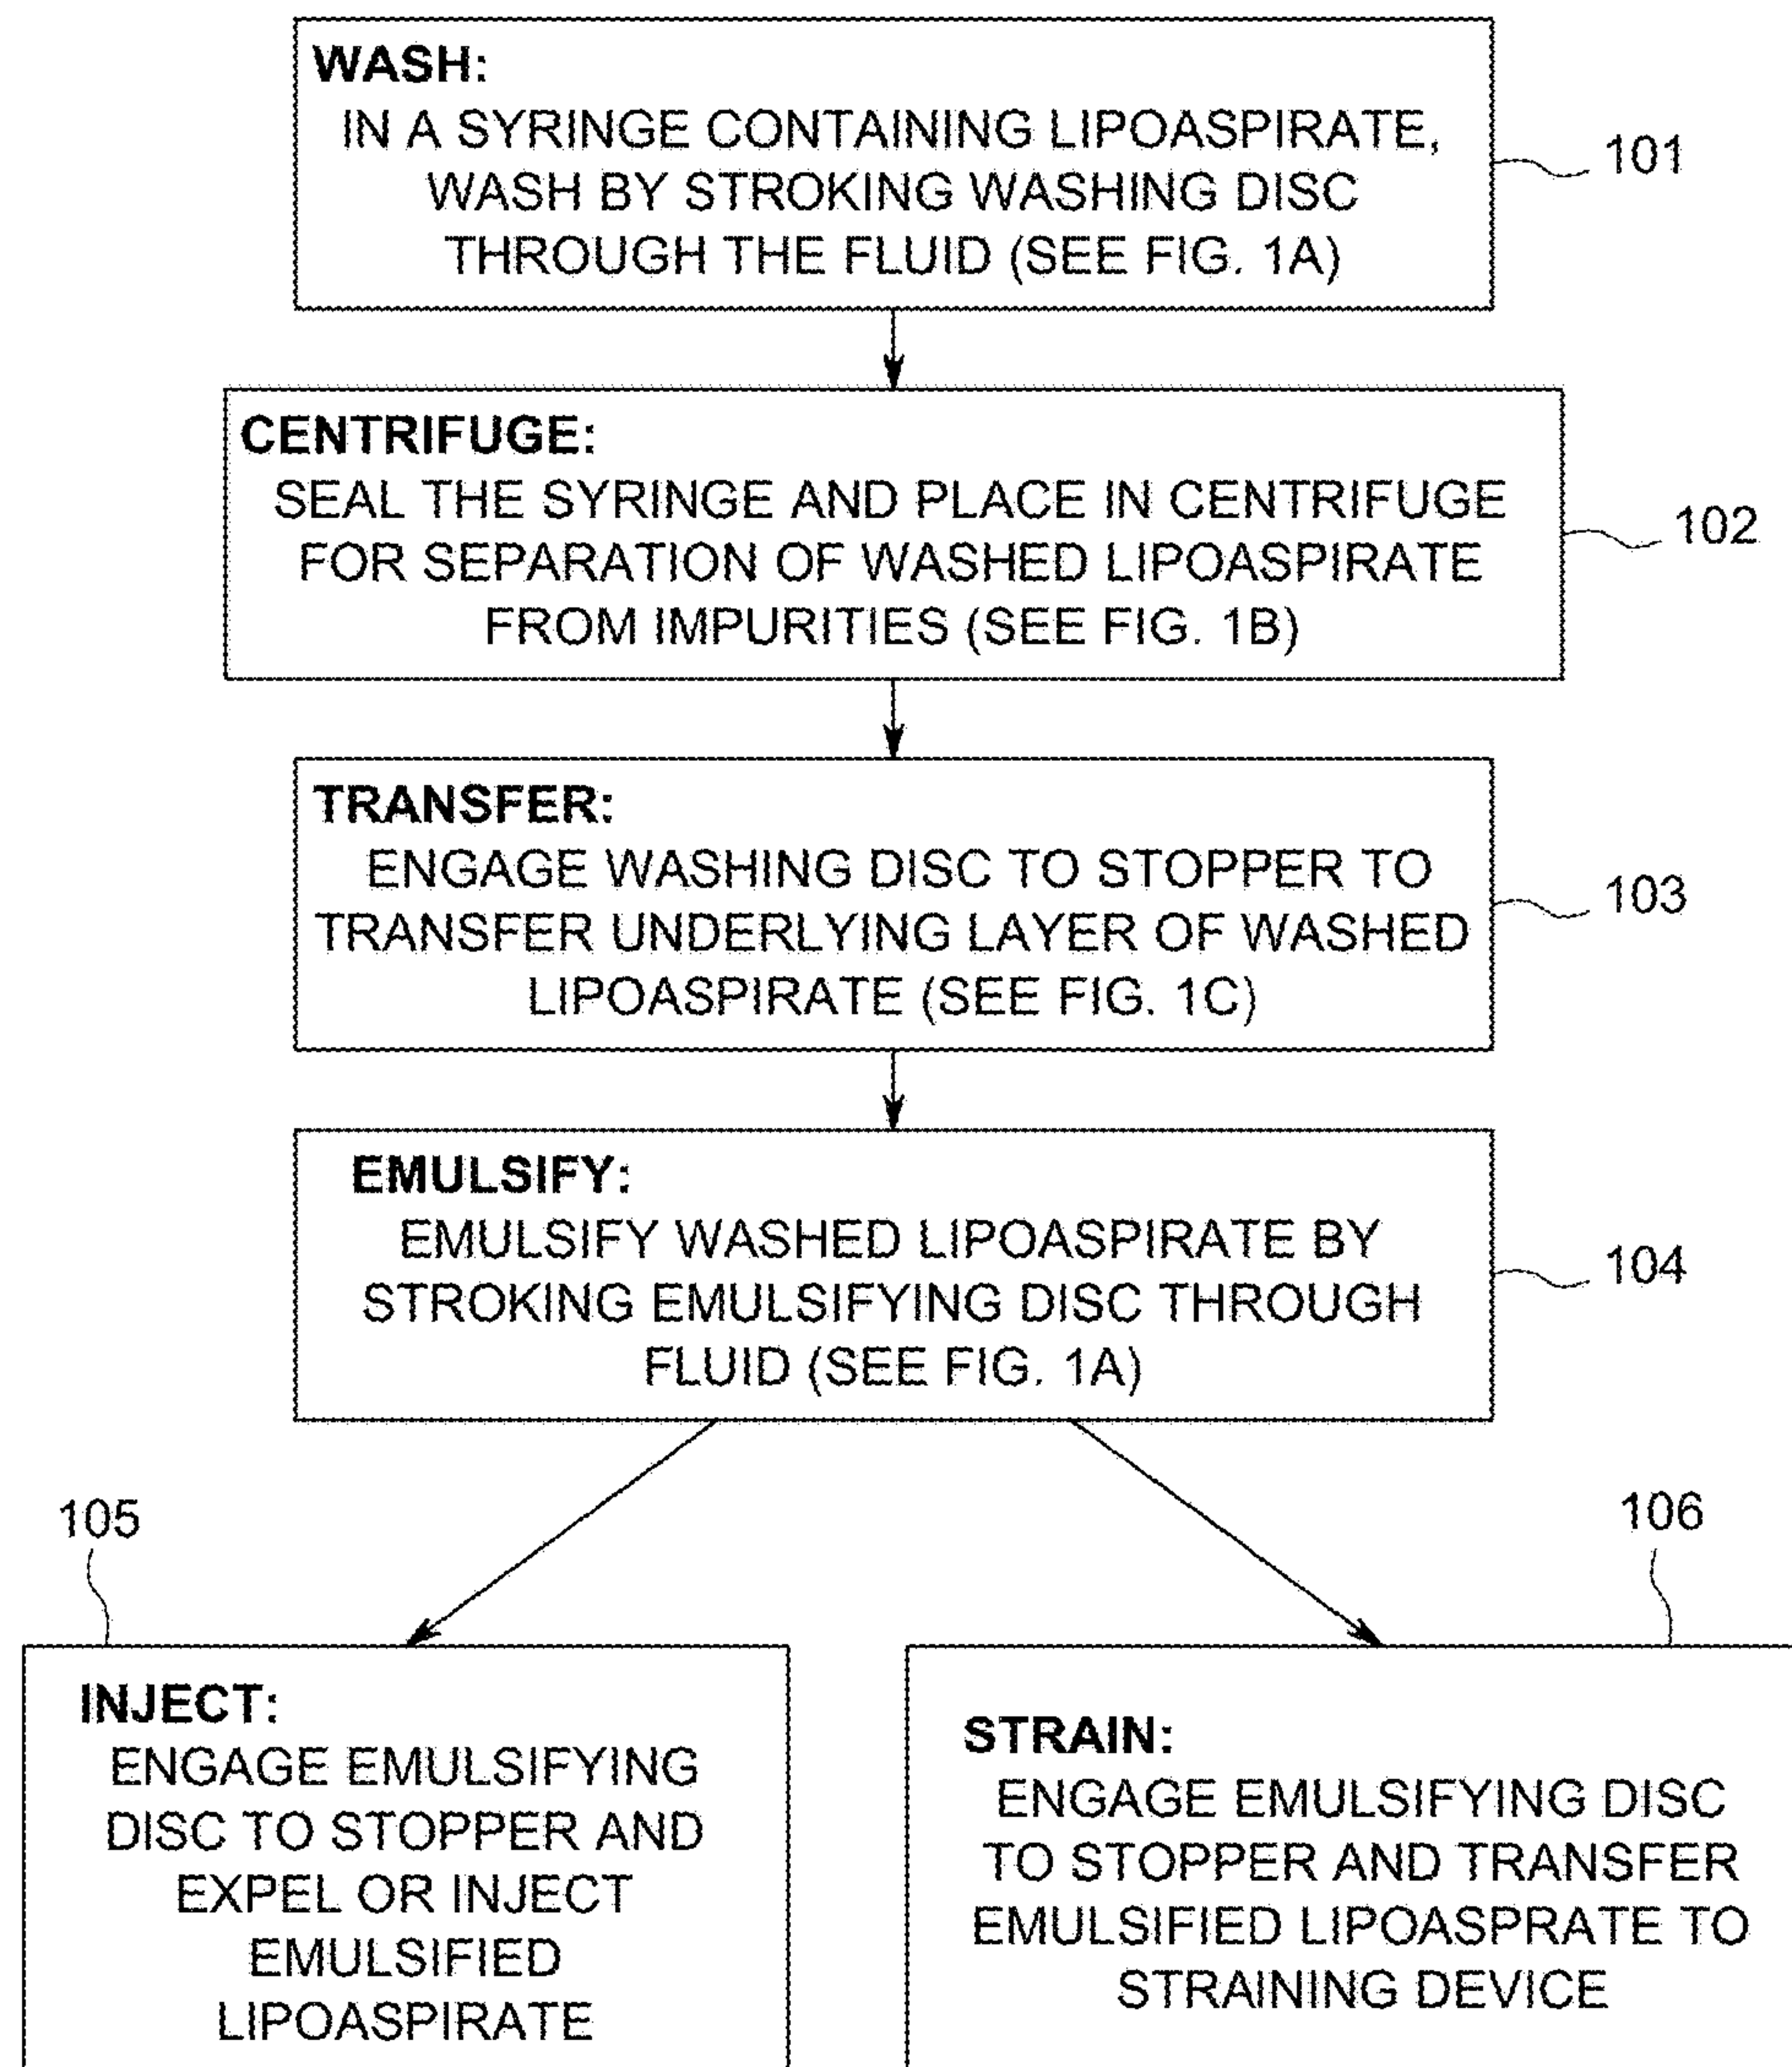 WASH:
IN A SYRINGE CONTAINING LIPOASPIRATE,
WASH BY STROKING WASHING DISC
THROUGH THE FLUID (SEE FIG. 1A)
101
CENTRIFUGE:
SEAL THE SYRINGE AND PLACE IN CENTRIFUGE
FOR SEPARATION OF WASHED LIPOASPIRATE
FROM IMPURITIES (SEE FIG. 1B)
102
TRANSFER:
ENGAGE WASHING DISC TO STOPPER TO
TRANSFER UNDERLYING LAYER OF WASHED
LIPOASPIRATE (SEE FIG. 1C)
103
EMULSIFY:
EMULSIFY WASHED LIPOASPIRATE BY
STROKING EMULSIFYING DISC THROUGH
FLUID (SEE FIG. 1A)
104
105
INJECT:
ENGAGE EMULSIFYING
DISC TO STOPPER AND
EXPEL OR INJECT
EMULSIFIED
LIPOASPIRATE
106
STRAIN:
ENGAGE EMULSIFYING DISC
TO STOPPER AND TRANSFER
EMULSIFIED LIPOASPRATE TO
STRAINING DEVICE